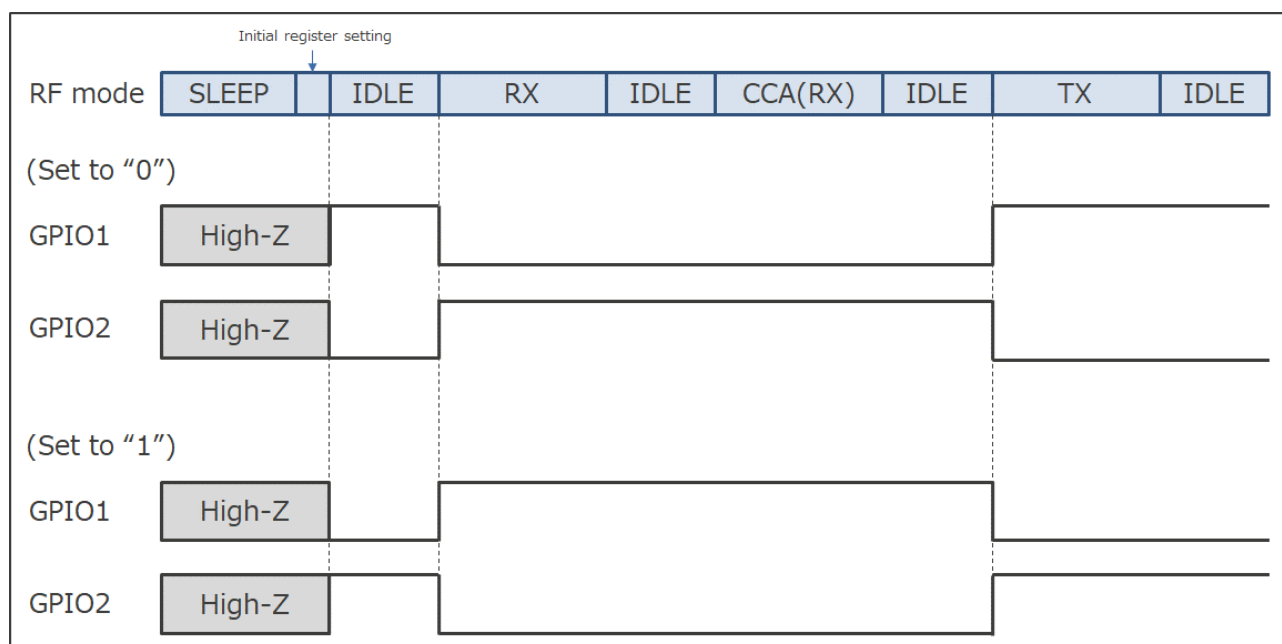 Initial register setting
RF mode SLEEP IDLE RX IDLE CCA(RX) IDLE TX IDLE
(Set to “0”)
GPIO1 High-Z
GPIO2 High-Z
(Set to “1”)
GPIO1 High-Z
GPIO2 High-Z